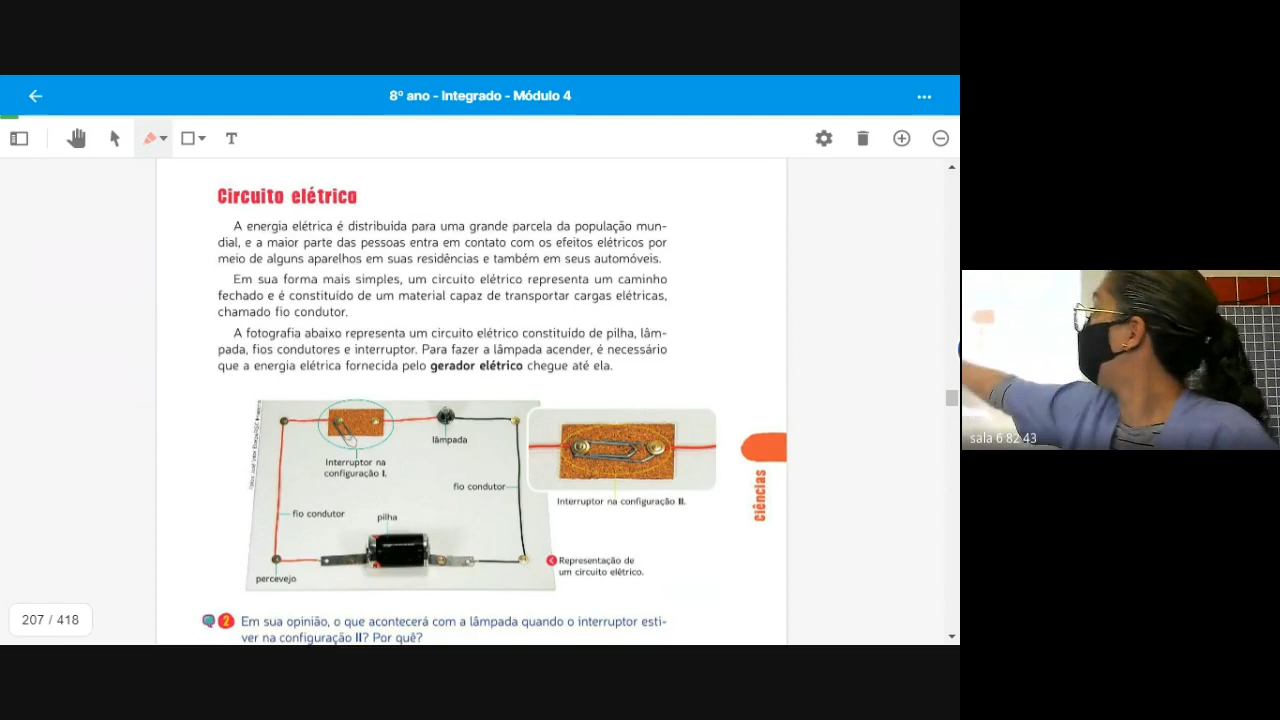 8º ano - Integrado - Módulo 4
T
Circuito elétrico
A energia elétrica é distribuída para uma grande parcela da população mun-
dial, e a maior parte das pessoas entra em contato com os efeitos elétricos por
meio de alguns aparelhos em suas residências e também em seus automóveis.
Em sua forma mais simples, um circuito elétrico representa um caminho
fechado e é constituído de um material capaz de transportar cargas elétricas,
chamado fio condutor.
A fotografia abaixo representa um circuito elétrico constituído de pilha, lâm-
pada, fios condutores e interruptor. Para fazer a lâmpada acender, é necessário
que a energia elétrica fornecida pelo gerador elétrico chegue até ela.
lâmpada
Interruptor na
configuração I.
fio condutor
fio condutor
pilha
percevejo
Interruptor na configuração II.
Representação de
um circuito elétrico.
ciências
2 Em sua opinião, o que acontecerá com a lâmpada quando o interruptor esti-
ver na configuração II? Por quê?
207 / 418
sala 6 82 43